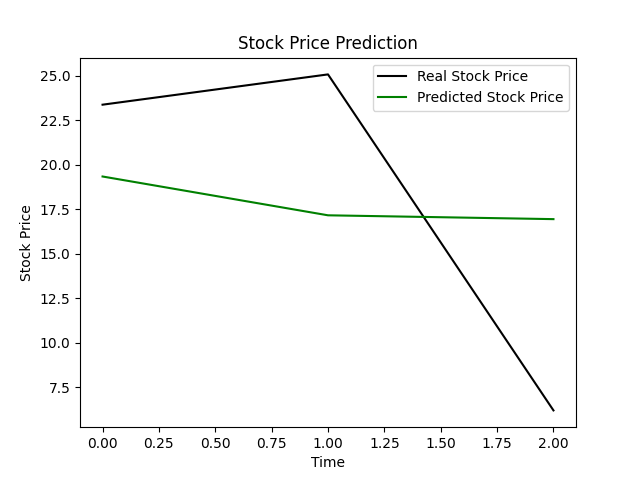 Stock Price Prediction
Real Stock Price
Predicted Stock Price
Stock Price
25.0
22.5
20.0
17.5
15.0
12.5
10.0
7.5
0.00 0.25 0.50 0.75 1.00 1.25 1.50 1.75 2.00
Time